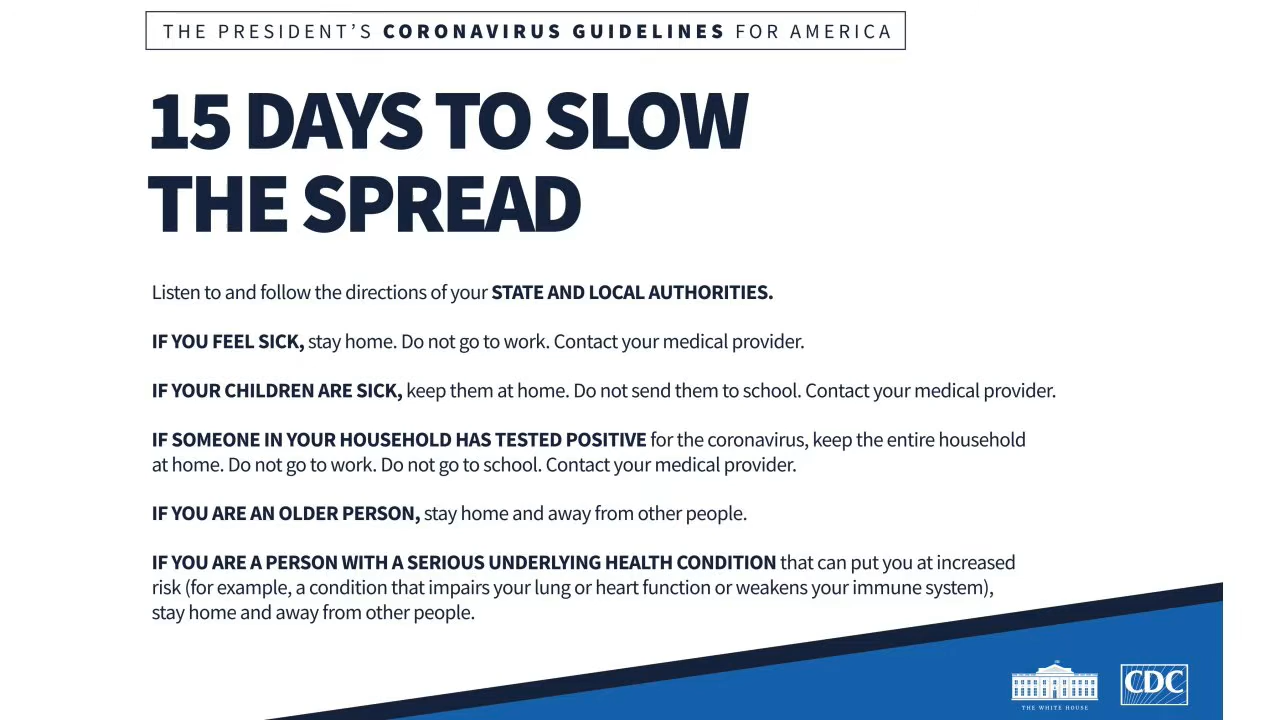 THE PRESIDENT’S CORONAVIRUS GUIDELINES FOR AMERICA
15 DAYS TO SLOW
THE SPREAD
Listen to and follow the directions of your STATE AND LOCAL AUTHORITIES.
IF YOU FEEL SICK, stay home. Do not go to work. Contact your medical provider.
IF YOUR CHILDREN ARE SICK, keep them at home. Do not send them to school. Contact your medical provider.
IF SOMEONE IN YOUR HOUSEHOLD HAS TESTED POSITIVE for the coronavirus, keep the entire household
at home. Do not go to work. Do not go to school. Contact your medical provider.
IF YOU ARE AN OLDER PERSON, stay home and away from other people.
IF YOU ARE A PERSON WITH A SERIOUS UNDERLYING HEALTH CONDITION that can put you at increased
risk (for example, a condition that impairs your lung or heart function or weakens your immune system),
stay home and away from other people.
THE WHITE HOUSE
CDC